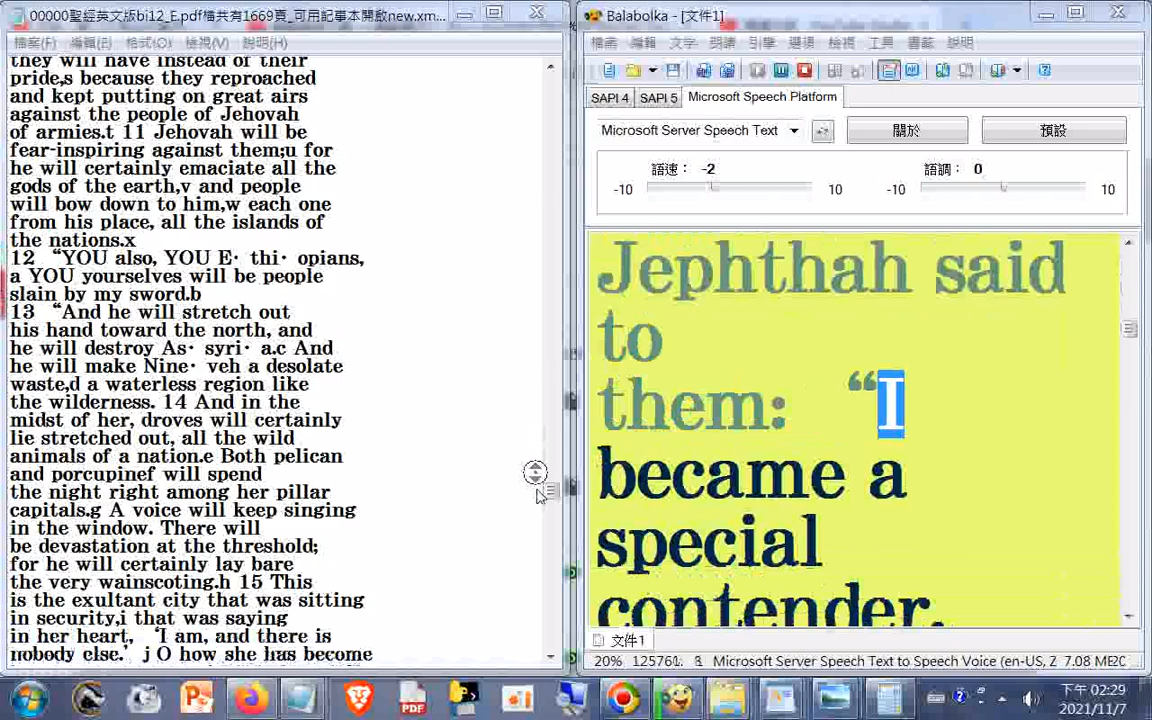 00000聖經英文版bi12_E.pdf檔共有1669頁_可用記事本開啟new.xm...
檔案(F) 編輯(E) 格式(O) 檢視(V) 說明(H)
they will have instead of their
pride,s because they reproached
and kept putting on great airs
against the people of Jehovah
of armies.t 11 Jehovah will be
fear-inspiring against them;u for
he will certainly emaciate all the
gods of the earth,v and people
will bow down to him,w each one
from his place, all the islands of
the nations.x
12 “YOU also, YOU E· thi· opians,
a YOU yourselves will be people
slain by my sword.b
13 “And he will stretch out
his hand toward the north, and
he will destroy As· syri· a.c And
he will make Nine· veh a desolate
waste,d a waterless region like
the wilderness. 14 And in the
midst of her, droves will certainly
lie stretched out, all the wild
animals of a nation.e Both pelican
and porcupinef will spend
the night right among her pillar
capitals.g A voice will keep singing
in the window. There will
be devastation at the threshold;
for he will certainly lay bare
the very wainscoting.h 15 This
is the exultant city that was sitting
in security,i that was saying
in her heart, ‘I am, and there is
nobody else.’ j O how she has become
Balabolka - [文件1]
檔案 編輯 文字 朗讀 引擎 選項 檢視 工具 書籤 說明
SAPI 4 SAPI 5 Microsoft Speech Platform
Microsoft Server Speech Text 關於 預設
語速： -2 語調： 0
-10 10 -10 10
Jephthah said
to
them: “I
became a
special
contender,
文件1
20% 125761. Microsoft Server Speech Text to Speech Voice (en-US, Z 7.08 ME2C
下午 02:29
2021/11/7